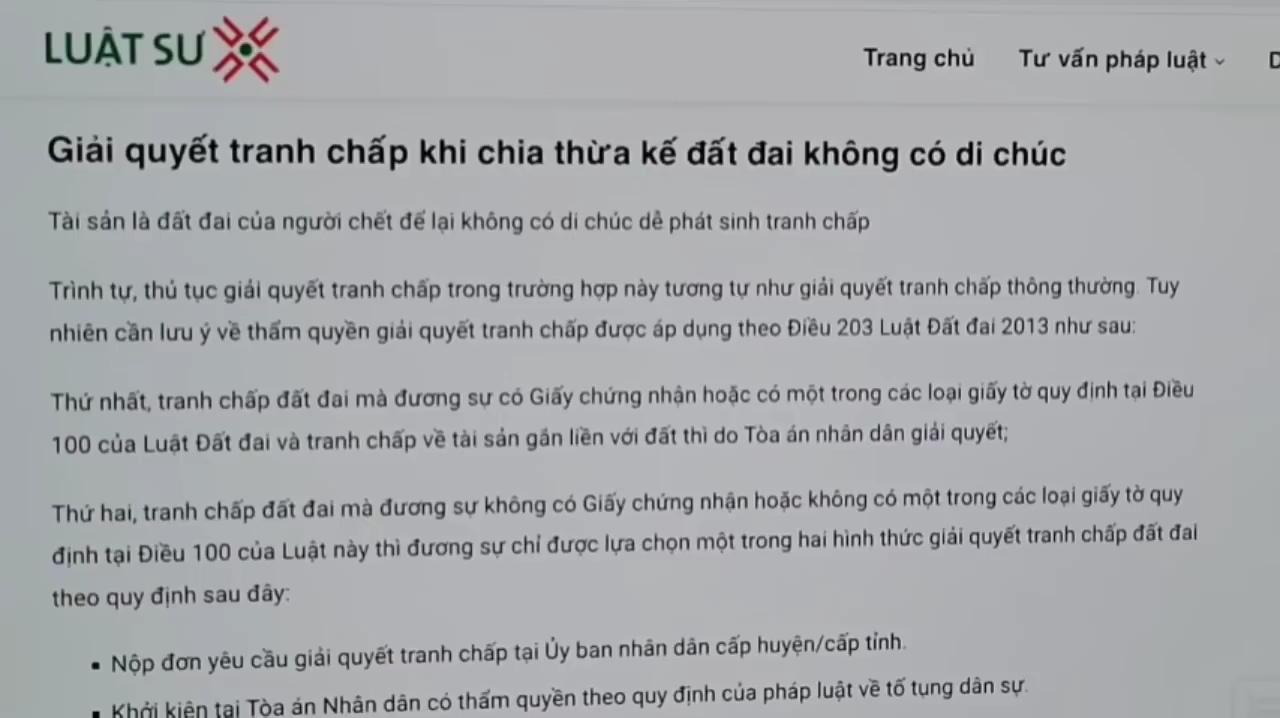 LUẬT SƯ
Trang chủ
Tư vấn pháp luật
Giải quyết tranh chấp khi chia thừa kế đất đai không có di chúc
Tài sản là đất đai của người chết để lại không có di chúc dễ phát sinh tranh chấp
Trình tự, thủ tục giải quyết tranh chấp trong trường hợp này tương tự như giải quyết tranh chấp thông thường. Tuy
nhiên cần lưu ý về thẩm quyền giải quyết tranh chấp được áp dụng theo Điều 203 Luật Đất đai 2013 như sau:
Thứ nhất, tranh chấp đất đai mà đương sự có Giấy chứng nhận hoặc có một trong các loại giấy tờ quy định tại Điều
100 của Luật Đất đai và tranh chấp về tài sản gắn liền với đất thì do Tòa án nhân dân giải quyết;
Thứ hai, tranh chấp đất đai mà đương sự không có Giấy chứng nhận hoặc không có một trong các loại giấy tờ quy
định tại Điều 100 của Luật này thì đương sự chỉ được lựa chọn một trong hai hình thức giải quyết tranh chấp đất đai
theo quy định sau đây:
▪ Nộp đơn yêu cầu giải quyết tranh chấp tại Ủy ban nhân dân cấp huyện/cấp tỉnh.
▪ Khởi kiện tại Tòa án Nhân dân có thẩm quyền theo quy định của pháp luật về tố tụng dân sự.